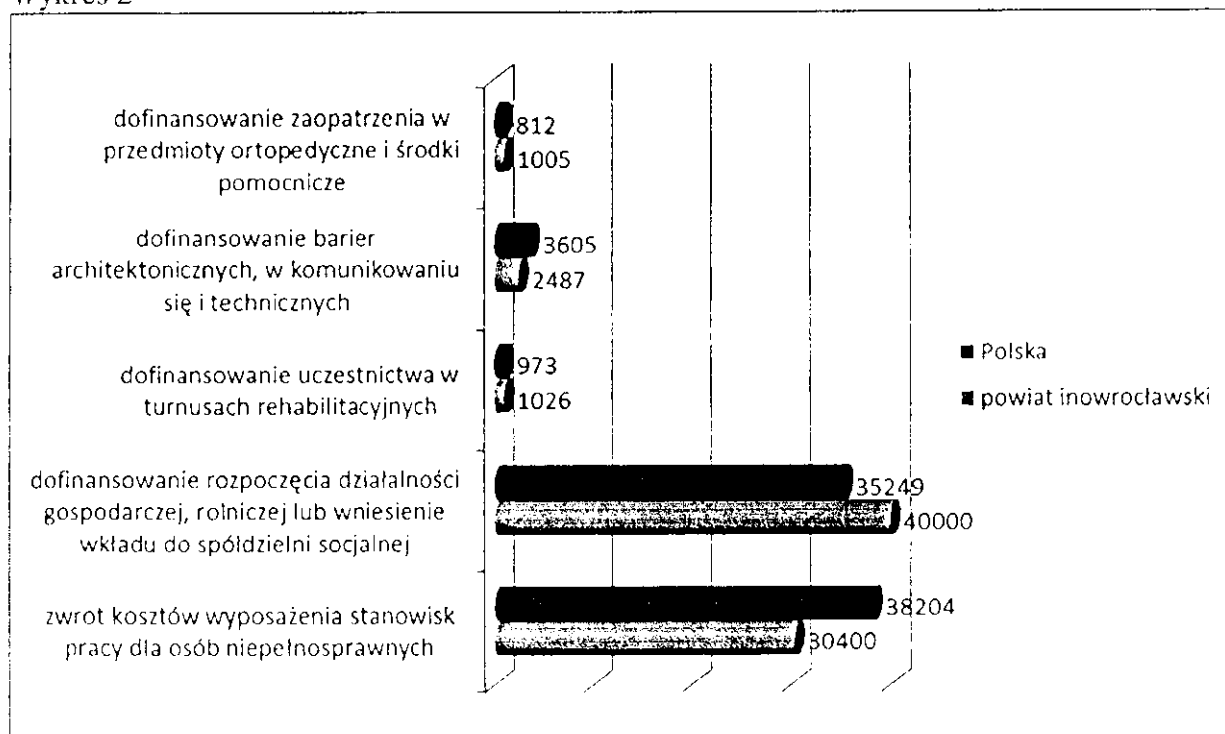 Wykres 2
dofinansowanie zaopatrzenia w
przedmioty ortopedyczne i środki
pomocnicze
812
1005
dofinansowanie barier
architektonicznych, w komunikowaniu
się i technicznych
3605
2487
dofinansowanie uczestnictwa w
turnusach rehabilitacyjnych
973
1026
dofinansowanie rozpoczęcia działalności
gospodarczej, rolniczej lub wniesienie
wkładu do spółdzielni socjalnej
35249
40000
zwrot kosztów wyposażenia stanowisk
pracy dla osób niepełnosprawnych
38204
30400
Polska
powiat inowrocławski